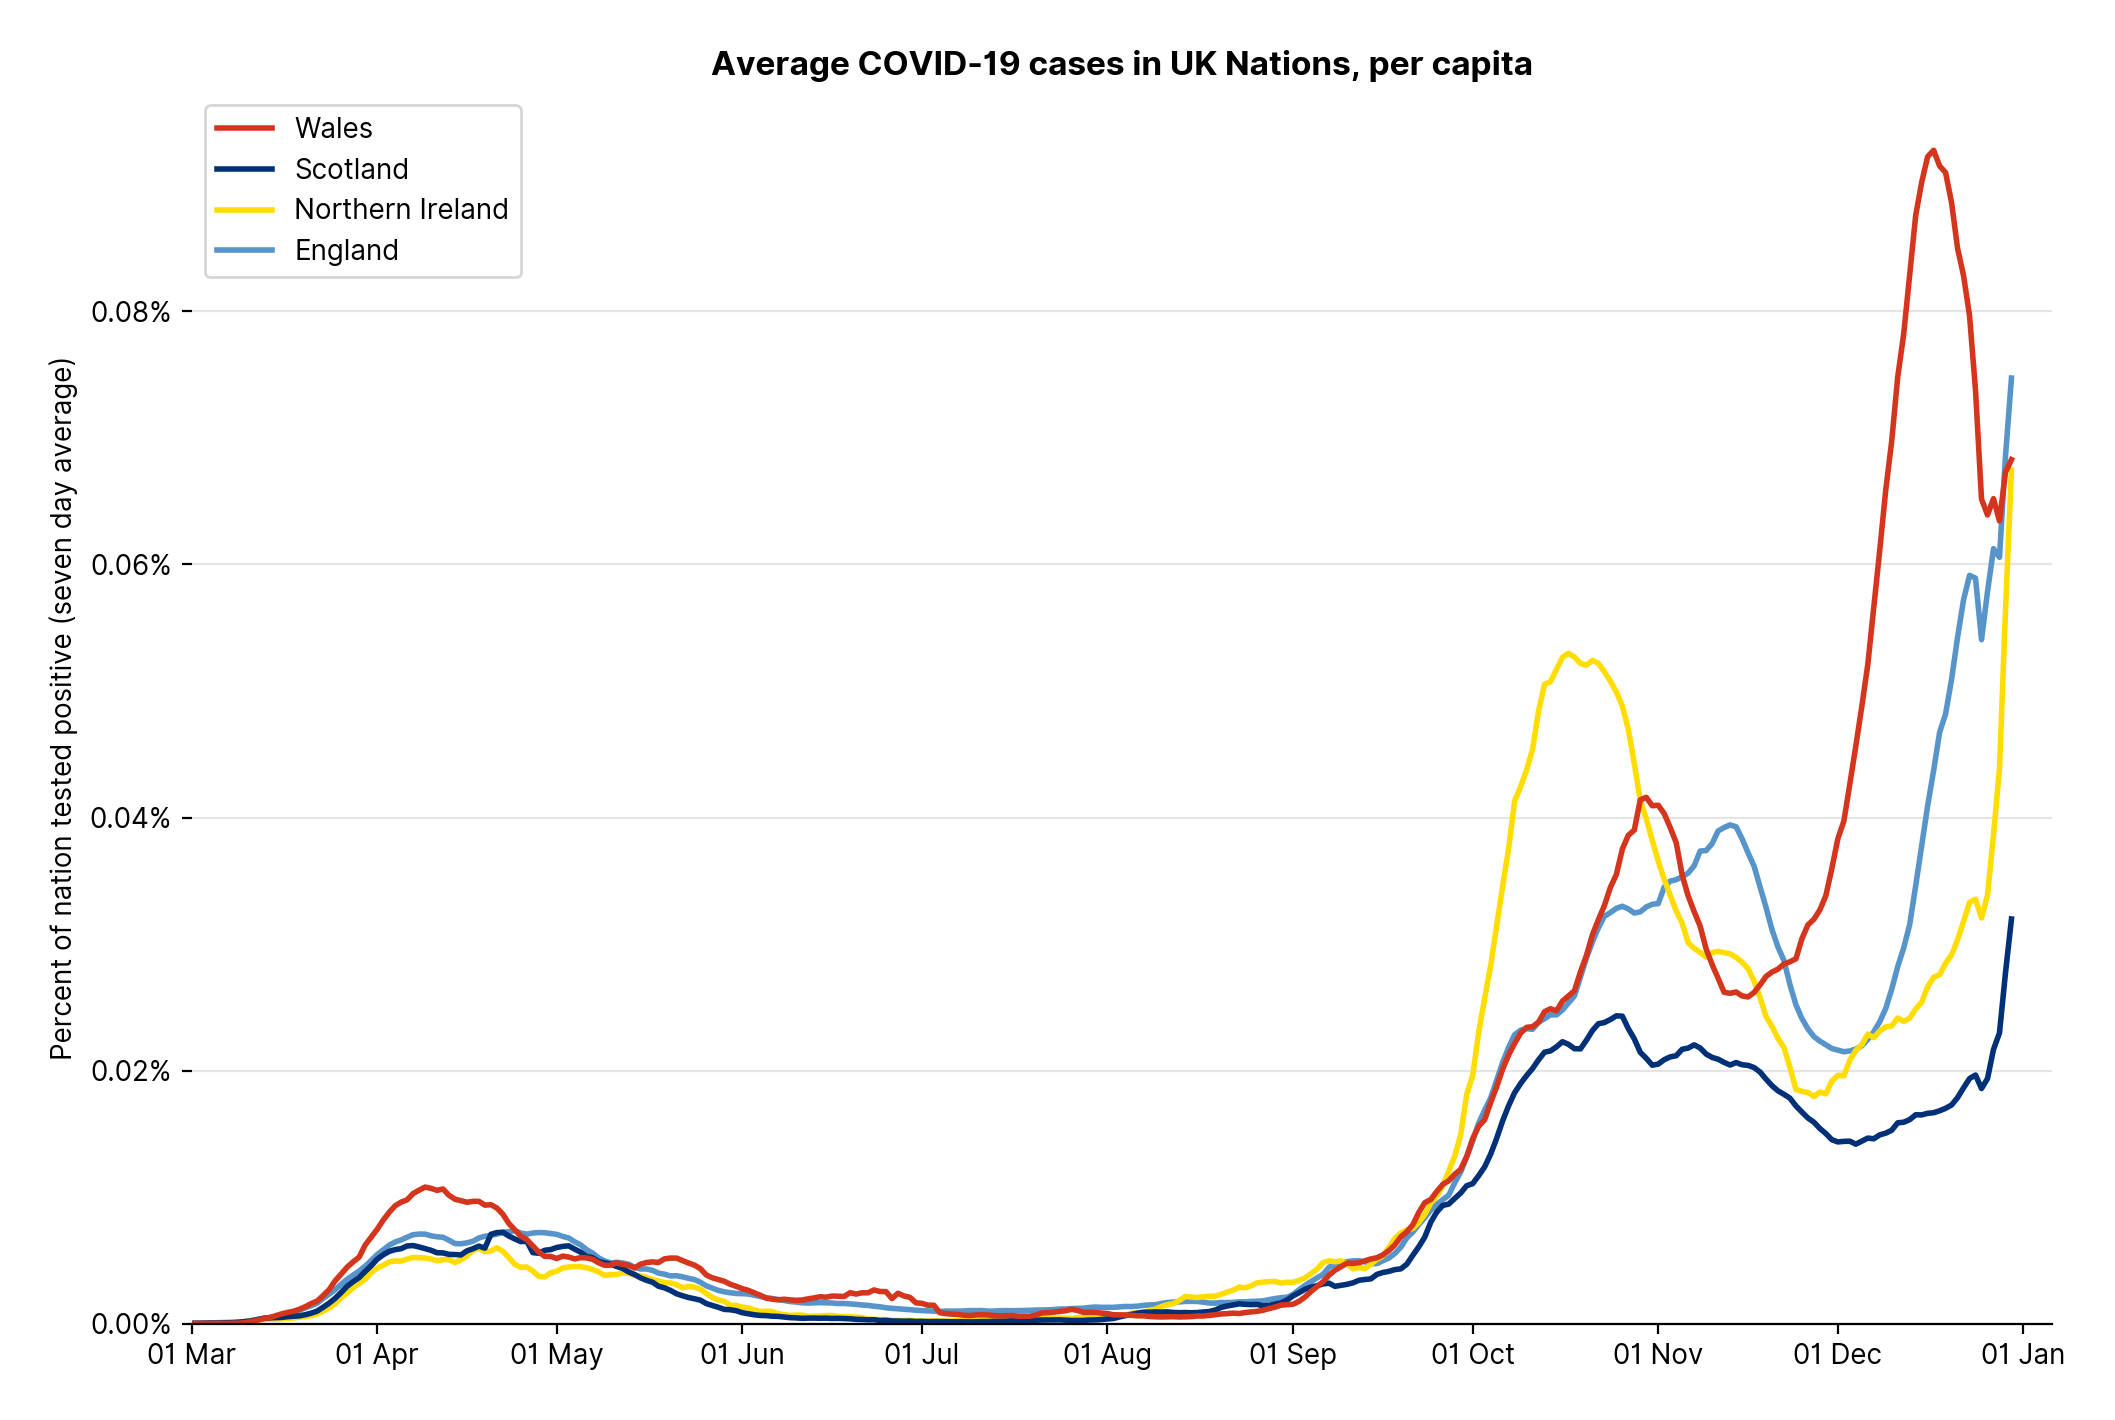 Average COVID-19 cases in UK Nations, per capita
Wales
Scotland
Northern Ireland
England
Percent of nation tested positive (seven day average)
0.08%
0.06%
0.04%
0.02%
0.00%
01 Mar 01 Apr 01 May 01 Jun 01 Jul 01 Aug 01 Sep 01 Oct 01 Nov 01 Dec 01 Jan